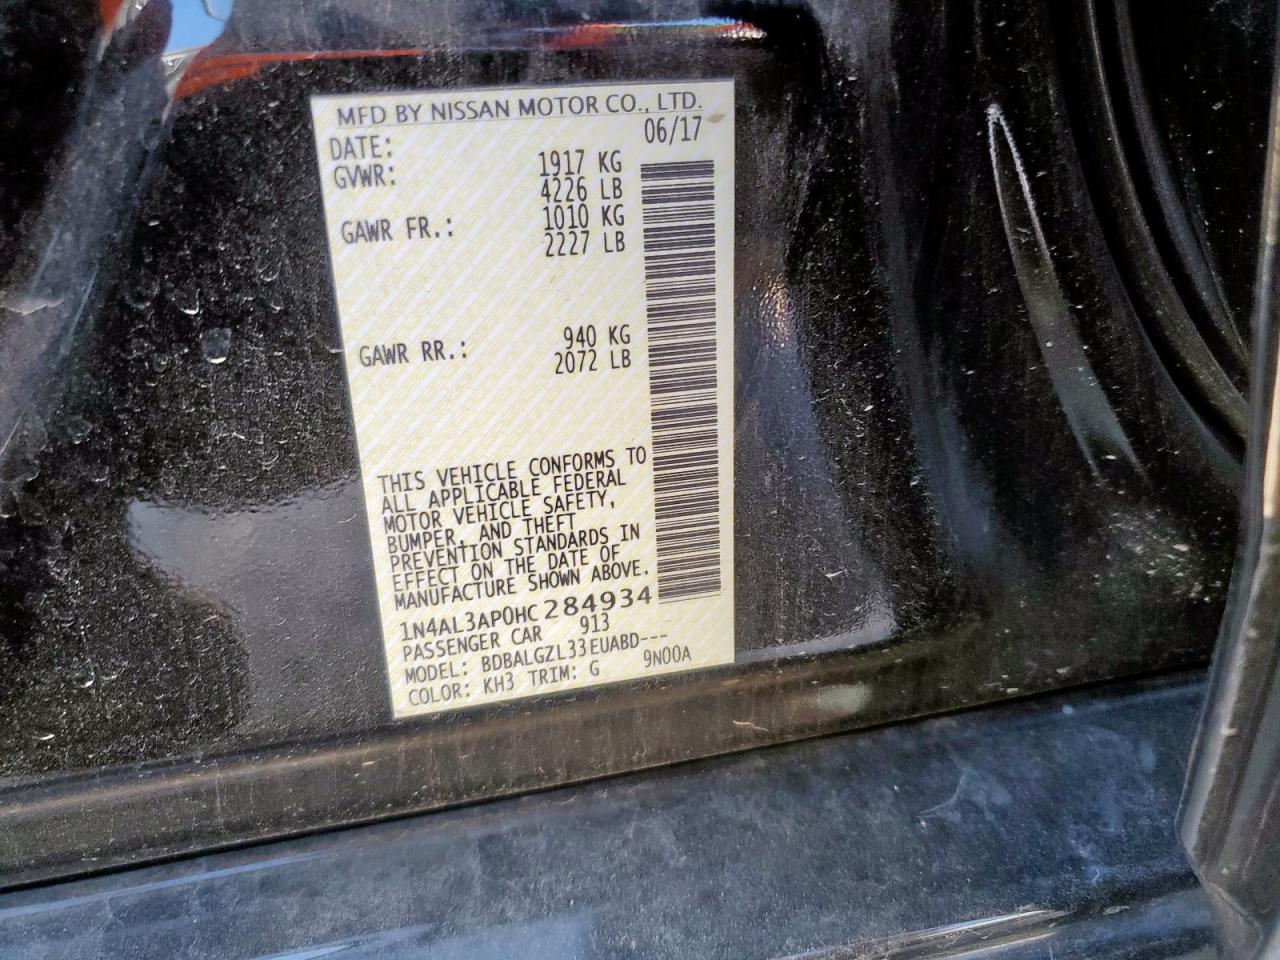 MFD BY NISSAN MOTOR CO., LTD.
DATE: 06/17
GVWR: 1917 KG
4226 LB
GAWR FR.: 1010 KG
2227 LB
GAWR RR.: 940 KG
2072 LB
THIS VEHICLE CONFORMS TO
ALL APPLICABLE FEDERAL
MOTOR VEHICLE SAFETY,
BUMPER, AND THEFT
PREVENTION STANDARDS IN
EFFECT ON THE DATE OF
MANUFACTURE SHOWN ABOVE.
1N4AL3AP0HC284934
PASSENGER CAR 913
MODEL: BDBALGZL33EUABD---
COLOR: KH3 TRIM: G 9N00A